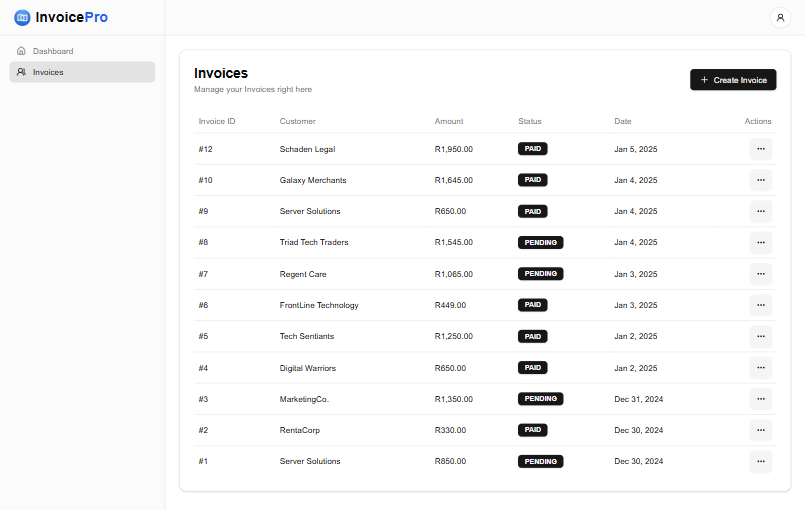 InvoicePro
Dashboard
Invoices
Invoices
Manage your Invoices right here
+ Create Invoice
Invoice ID Customer Amount Status Date Actions
#12 Schaden Legal R1,950.00 PAID Jan 5, 2025
#10 Galaxy Merchants R1,645.00 PAID Jan 4, 2025
#9 Server Solutions R650.00 PAID Jan 4, 2025
#8 Triad Tech Traders R1,545.00 PENDING Jan 4, 2025
#7 Regent Care R1,065.00 PENDING Jan 3, 2025
#6 FrontLine Technology R449.00 PAID Jan 3, 2025
#5 Tech Sentiants R1,250.00 PAID Jan 2, 2025
#4 Digital Warriors R650.00 PAID Jan 2, 2025
#3 MarketingCo. R1,350.00 PENDING Dec 31, 2024
#2 RentaCorp R330.00 PAID Dec 30, 2024
#1 Server Solutions R850.00 PENDING Dec 30, 2024